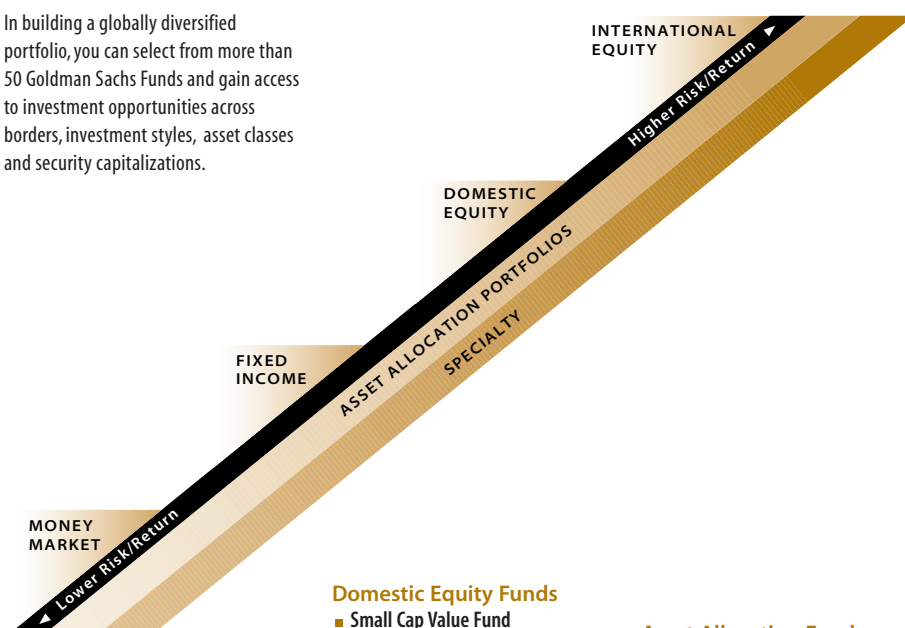 In building a globally diversified
portfolio, you can select from more than
50 Goldman Sachs Funds and gain access
to investment opportunities across
borders, investment styles, asset classes
and security capitalizations.
INTERNATIONAL
EQUITY
Higher Risk/Return
DOMESTIC
EQUITY
ASSET ALLOCATION PORTFOLIOS
SPECIALTY
FIXED
INCOME
MONEY
MARKET
Lower Risk/Return
Domestic Equity Funds
Small Cap Value Fund